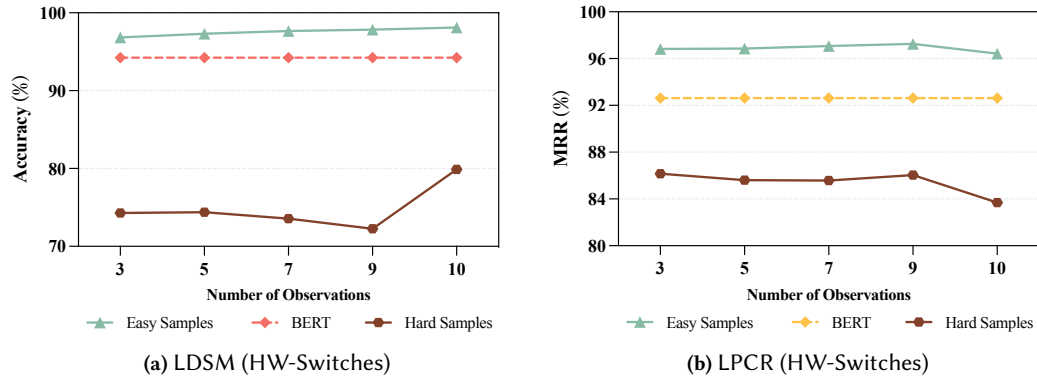 100
90
80
70
Accuracy (%)
3 5 7 9 10
Number of Observations
Easy Samples BERT Hard Samples
(a) LDSM (HW-Switches)
100
96
92
88
84
80
MRR (%)
3 5 7 9 10
Number of Observations
Easy Samples BERT Hard Samples
(b) LPCR (HW-Switches)